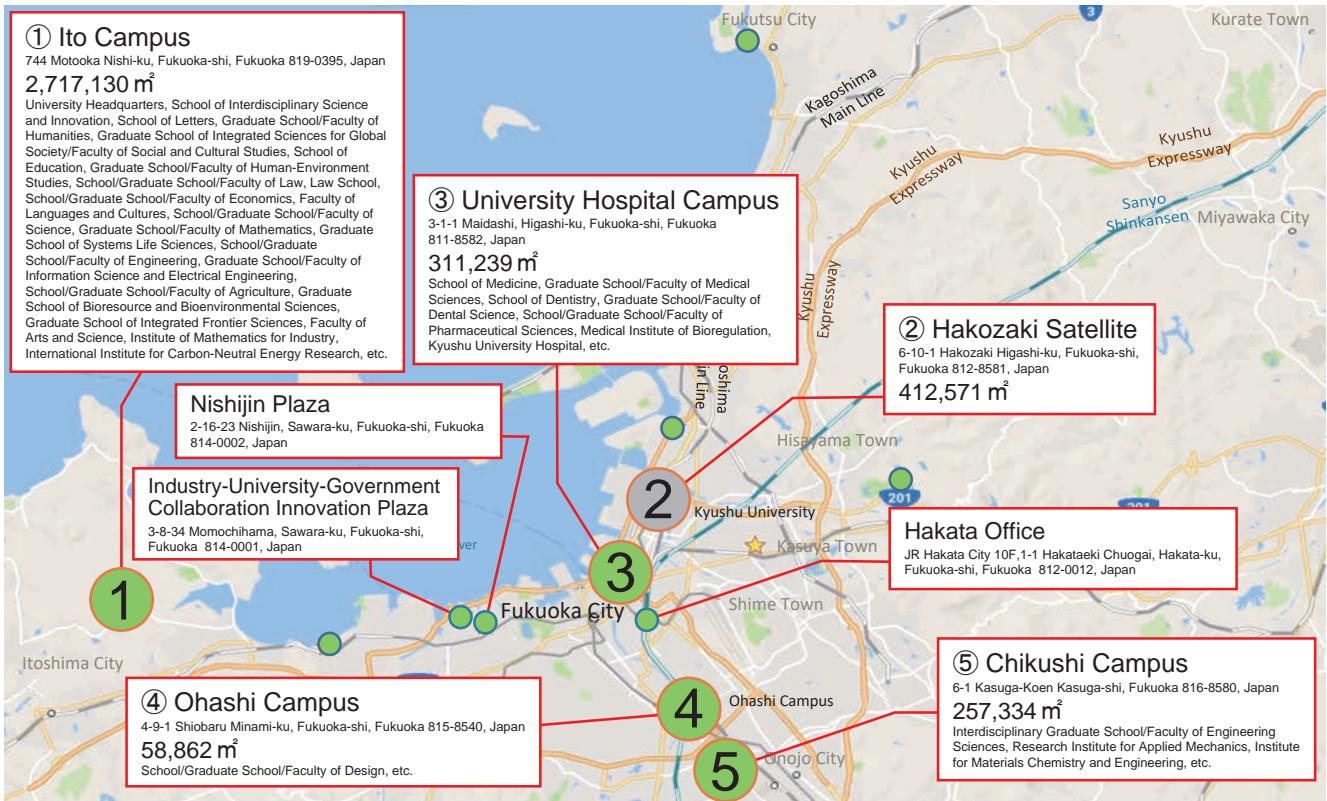 ① Ito Campus
744 Motooka Nishi-ku, Fukuoka-shi, Fukuoka 819-0395, Japan
2,717,130㎡
University Headquarters, School of Interdisciplinary Science
and Innovation, School of Letters, Graduate School/Faculty of
Humanities, Graduate School of Integrated Sciences for Global
Society/Faculty of Social and Cultural Studies, School of
Education, Graduate School/Faculty of Human-Environment
Studies, School/Graduate School/Faculty of Law, Law School,
School/Graduate School/Faculty of Economics, Faculty of
Languages and Cultures, School/Graduate School/Faculty of
Science, Graduate School/Faculty of Mathematics, Graduate
School of Systems Life Sciences, School/Graduate
School/Faculty of Engineering, Graduate School/Faculty of
Information Science and Electrical Engineering,
School/Graduate School/Faculty of Agriculture, Graduate
School of Bioresource and Bioenvironmental Sciences,
Graduate School of Integrated Frontier Sciences, Faculty of
Arts and Science, Institute of Mathematics for Industry,
International Institute for Carbon-Neutral Energy Research, etc.
③ University Hospital Campus
3-1-1 Maidashi, Higashi-ku, Fukuoka-shi, Fukuoka
811-8582, Japan
311,239㎡
School of Medicine, Graduate School/Faculty of Medical
Sciences, School of Dentistry, Graduate School/Faculty of
Dental Science, School/Graduate School/Faculty of
Pharmaceutical Sciences, Medical Institute of Bioregulation,
Kyushu University Hospital, etc.
② Hakozaki Satellite
6-10-1 Hakozaki Higashi-ku, Fukuoka-shi,
Fukuoka 812-8581, Japan
412,571㎡
Nishijin Plaza
2-16-23 Nishijin, Sawara-ku, Fukuoka-shi, Fukuoka
814-0002, Japan
Industry-University-Government
Collaboration Innovation Plaza
3-8-34 Momochihama, Sawara-ku, Fukuoka-shi,
Fukuoka 814-0001, Japan
Hakata Office
JR Hakata City 10F,1-1 Hakataeki Chuogai, Hakata-ku,
Fukuoka-shi, Fukuoka 812-0012, Japan
④ Ohashi Campus
4-9-1 Shiobaru Minami-ku, Fukuoka-shi, Fukuoka 815-8540, Japan
58,862㎡
School/Graduate School/Faculty of Design, etc.
⑤ Chikushi Campus
6-1 Kasuga-Koen Kasuga-shi, Fukuoka 816-8580, Japan
257,334㎡
Interdisciplinary Graduate School/Faculty of Engineering
Sciences, Research Institute for Applied Mechanics, Institute
for Materials Chemistry and Engineering, etc.
Fukutsu City
3
Kurate Town
Kagoshima
Main Line
Kyushu
Expressway
Kyushu
Expressway
Sanyo
Shinkansen
Miyawaka City
Kyushu
Expressway
Hisayama Town
201
201
2
Kyushu University
Kasuya Town
3
1
Fukuoka City
Shime Town
Itoshima City
4
Ohashi Campus
5
Onojo City